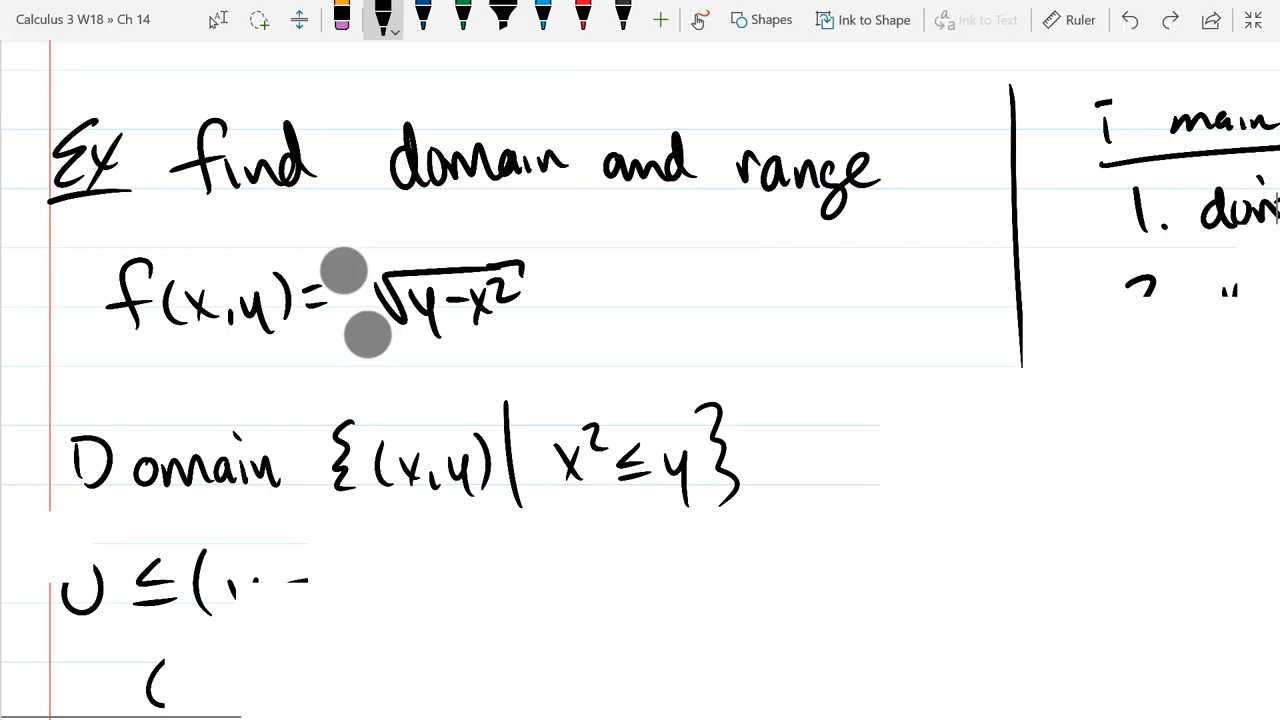 Calculus 3 W18 » Ch 14
Shapes
Ink to Shape
Ink to Text
Ruler
Ex find domain and range
f(x,y)= √(y-x²)
Domain {(x,y)| x² ≤ y}
main
1.